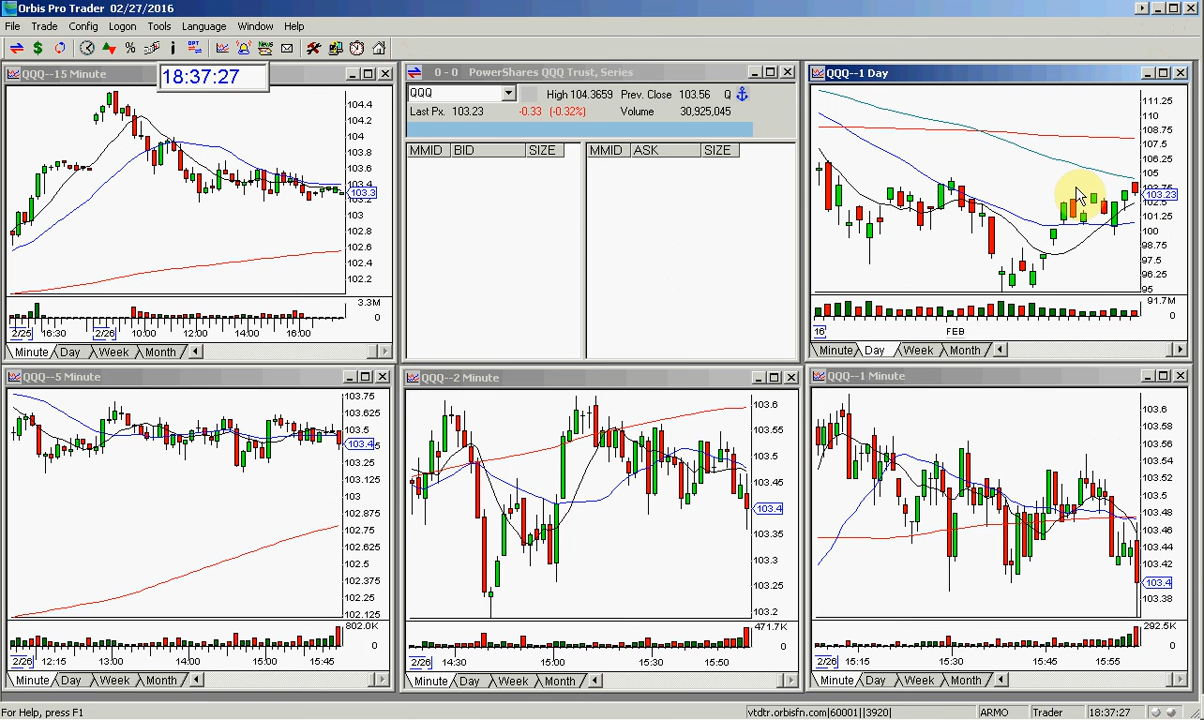 Orbis Pro Trader 02/27/2016
File Trade Config Logon Tools Language Window Help
QQQ--15 Minute
18:37:27
104.4
104.2
104
103.8
103.6
103.4
103.3
103.2
103
102.8
102.6
102.4
102.2
3.3M
0
2/25 16:30 2/26 10:00 12:00 14:00 16:00
Minute Day Week Month
0 - 0 PowerShares QQQ Trust, Series
QQQ High 104.3659 Prev. Close 103.56 Q
Last Px. 103.23 -0.33 (-0.32%) Volume 30,925,045
MMID BID SIZE MMID ASK SIZE
QQQ--1 Day
111.25
110
108.75
107.5
106.25
105
103.75
103.23
102.5
101.25
100
98.75
97.5
96.25
95
91.7M
0
16 FEB
Minute Day Week Month
QQQ--5 Minute
103.75
103.625
103.5
103.4
103.25
103.125
103
102.875
102.75
102.625
102.5
102.375
102.25
102.125
802.0K
0
2/26 12:15 13:00 14:00 15:00 15:45
Minute Day Week Month
QQQ--2 Minute
103.6
103.55
103.5
103.45
103.4
103.35
103.3
103.25
103.2
471.7K
0
2/26 14:30 15:00 15:30 15:50
Minute Day Week Month
QQQ--1 Minute
103.6
103.58
103.56
103.54
103.52
103.5
103.48
103.46
103.44
103.42
103.4
103.38
292.5K
0
2/26 15:15 15:30 15:45 15:55
Minute Day Week Month
For Help, press F1
vtdtr.orbisfn.com|60001||3920| ARMO Trader 18:37:27